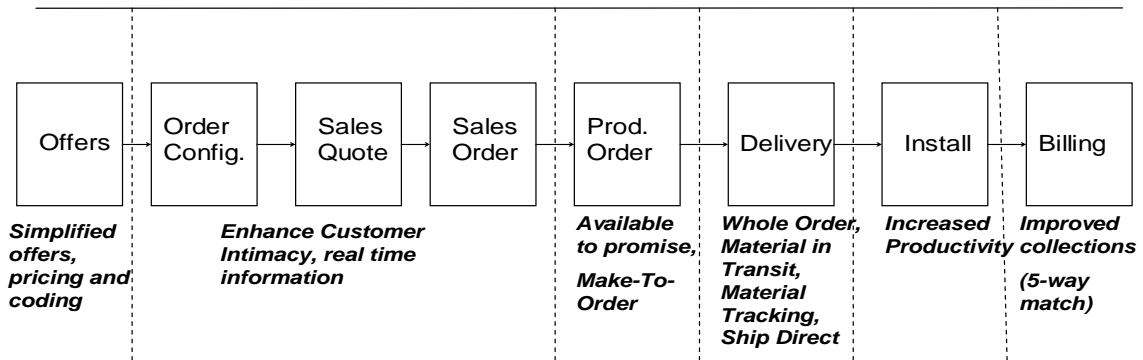 Offers
Order
Config.
Sales
Quote
Sales
Order
Prod.
Order
Delivery
Install
Billing
Simplified
offers,
pricing and
coding
Enhance Customer
Intimacy, real time
information
Available
to promise,
Make-To-
Order
Whole Order,
Material in
Transit,
Material
Tracking,
Ship Direct
Increased
Productivity
Improved
collections
(5-way
match)